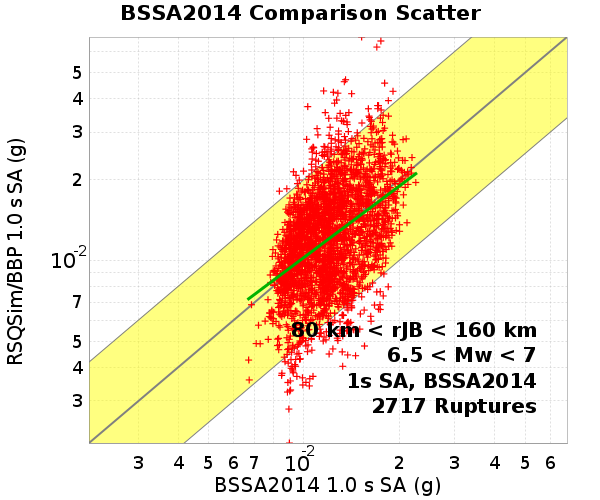 BSSA2014 Comparison Scatter
RSQSim/BBP 1.0 s SA (g)
5
4
3
2
10^-2
7
5
4
3
80 km < rJB < 160 km
6.5 < Mw < 7
1s SA, BSSA2014
2717 Ruptures
3 4 5 6 7 10^-2 2 3 4 5 6
BSSA2014 1.0 s SA (g)